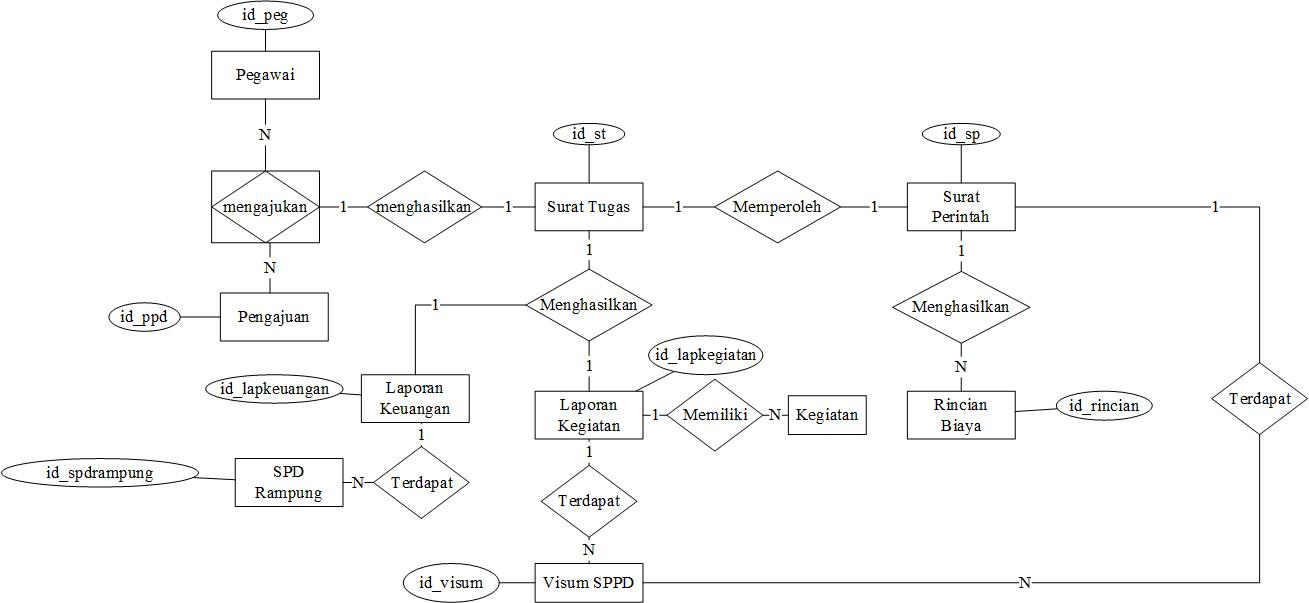 id_peg
Pegawai
N
id_st
id_sp
mengajukan
1
menghasilkan
1
Surat Tugas
1
Memperoleh
1
Surat
Perintah
1
N
1
1
id_ppd
Pengajuan
1
Menghasilkan
Menghasilkan
id_lapkegiatan
1
N
id_lapkeuangan
Laporan
Keuangan
Laporan
Kegiatan
1
Memiliki
N
Kegiatan
Rincian
Biaya
id_rincian
Terdapat
1
1
id_spdrampung
SPD
Rampung
N
Terdapat
Terdapat
N
id_visum
Visum SPPD
N